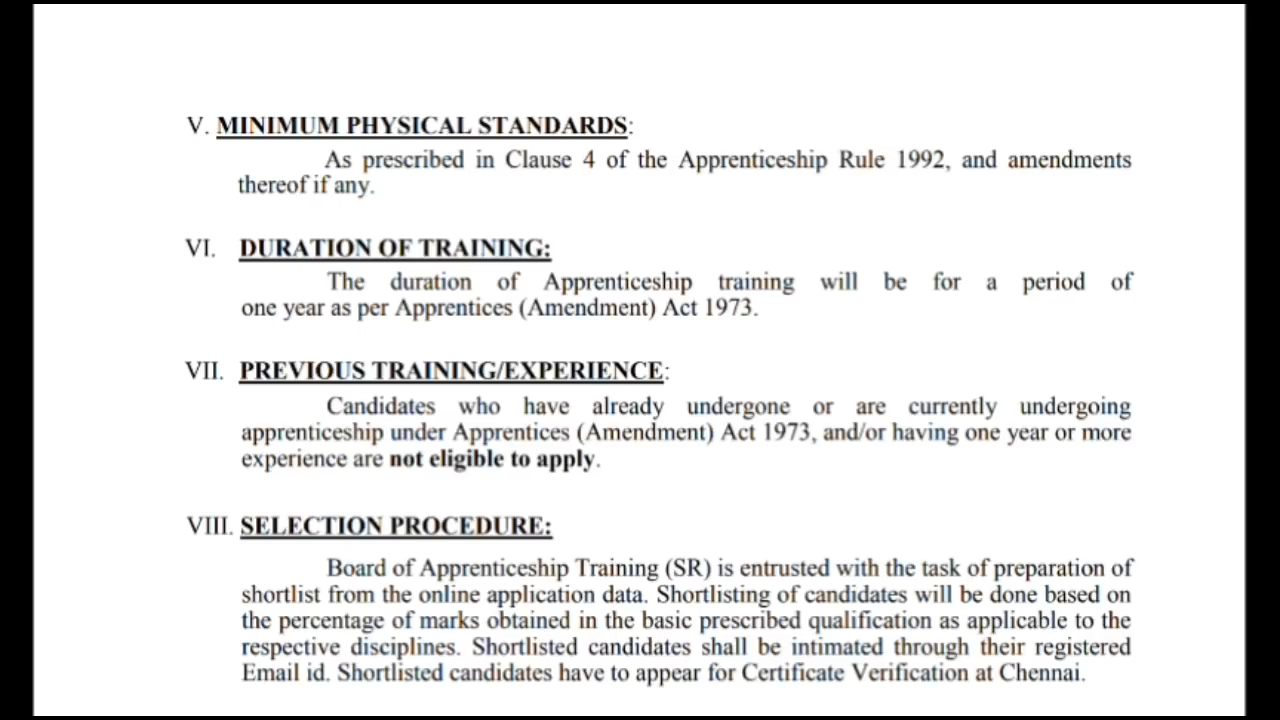 V. MINIMUM PHYSICAL STANDARDS:
As prescribed in Clause 4 of the Apprenticeship Rule 1992, and amendments
thereof if any.
VI. DURATION OF TRAINING:
The duration of Apprenticeship training will be for a period of
one year as per Apprentices (Amendment) Act 1973.
VII. PREVIOUS TRAINING/EXPERIENCE:
Candidates who have already undergone or are currently undergoing
apprenticeship under Apprentices (Amendment) Act 1973, and/or having one year or more
experience are not eligible to apply.
VIII. SELECTION PROCEDURE:
Board of Apprenticeship Training (SR) is entrusted with the task of preparation of
shortlist from the online application data. Shortlisting of candidates will be done based on
the percentage of marks obtained in the basic prescribed qualification as applicable to the
respective disciplines. Shortlisted candidates shall be intimated through their registered
Email id. Shortlisted candidates have to appear for Certificate Verification at Chennai.